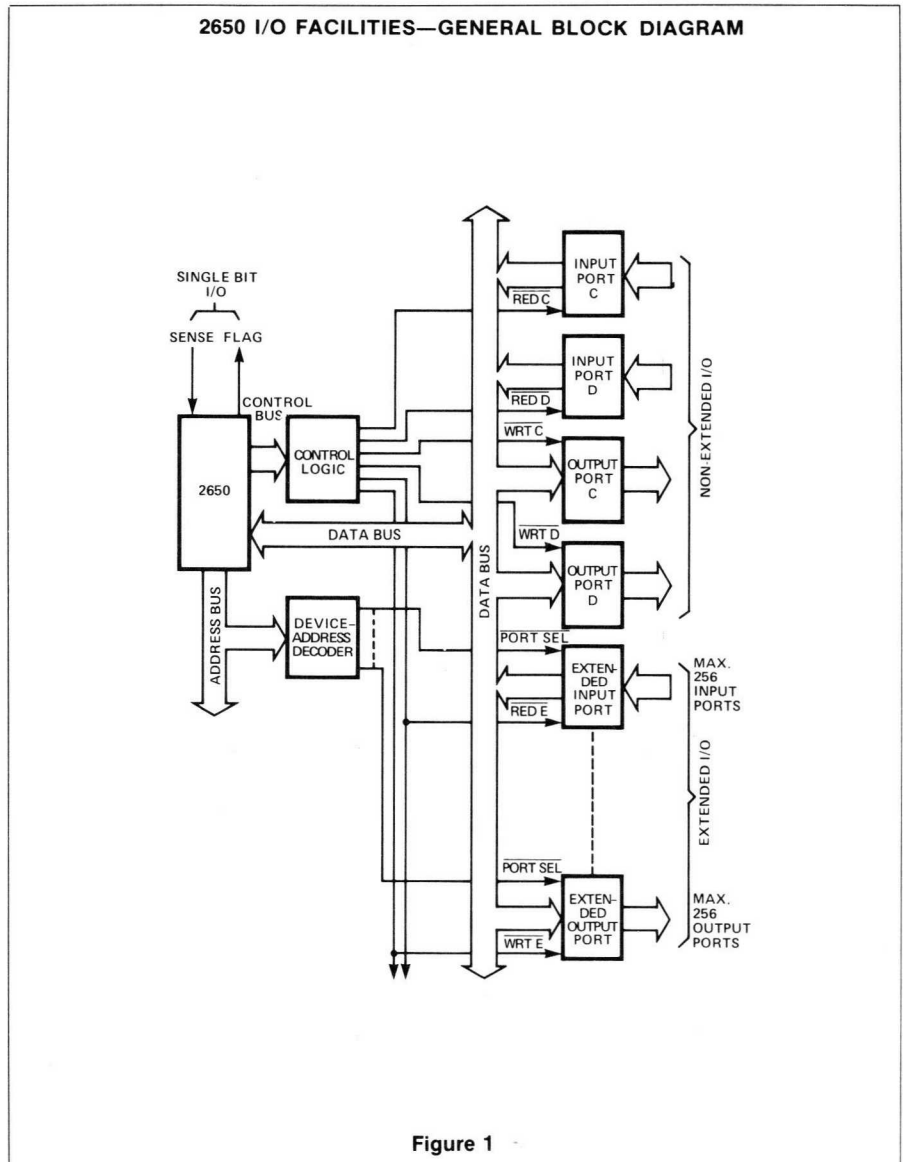 2650 I/O FACILITIES—GENERAL BLOCK DIAGRAM
SINGLE BIT
I/O
SENSE FLAG
CONTROL
BUS
2650
CONTROL
LOGIC
DATA BUS
ADDRESS BUS
DEVICE–
ADDRESS
DECODER
DATA BUS
INPUT
PORT
C
RED C
INPUT
PORT
D
RED D
WRT C
OUTPUT
PORT
C
WRT D
OUTPUT
PORT
D
NON-EXTENDED I/O
PORT SEL
EXTEN-
DED
INPUT
PORT
RED E
MAX.
256
INPUT
PORTS
EXTENDED I/O
PORT SEL
EXTEN-
DED
OUTPUT
PORT
WRT E
MAX.
256
OUTPUT
PORTS
Figure 1